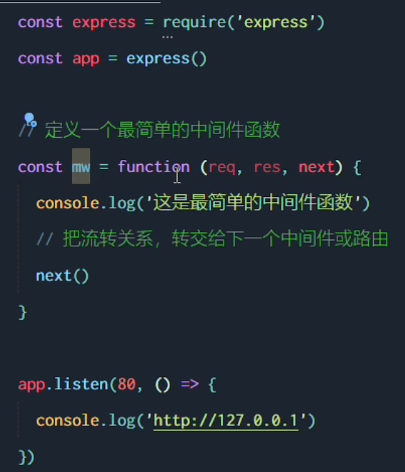 const express = require('express')
const app = express()
// 定义一个最简单的中间件函数
const mw = function (req, res, next) {
console.log('这是最简单的中间件函数')
// 把流转关系，转交给下一个中间件或路由
next()
}
app.listen(80, () => {
console.log('http://127.0.0.1')
})